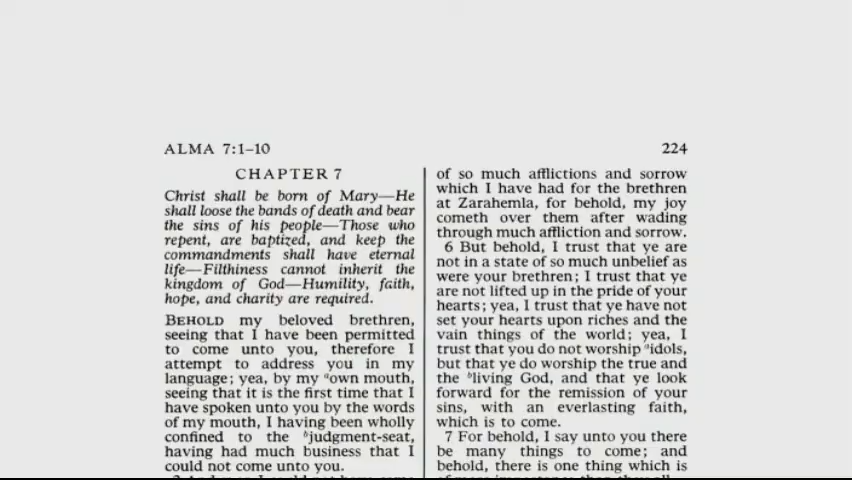 ALMA 7:1–10
224
CHAPTER 7
Christ shall be born of Mary—He
shall loose the bands of death and bear
the sins of his people—Those who
repent, are baptized, and keep the
commandments shall have eternal
life—Filthiness cannot inherit the
kingdom of God—Humility, faith,
hope, and charity are required.
BEHOLD my beloved brethren,
seeing that I have been permitted
to come unto you, therefore I
attempt to address you in my
language; yea, by my ᵃown mouth,
seeing that it is the first time that I
have spoken unto you by the words
of my mouth, I having been wholly
confined to the ᵇjudgment-seat,
having had much business that I
could not come unto you.
of so much afflictions and sorrow
which I have had for the brethren
at Zarahemla, for behold, my joy
cometh over them after wading
through much affliction and sorrow.
6 But behold, I trust that ye are
not in a state of so much unbelief as
were your brethren; I trust that ye
are not lifted up in the pride of your
hearts; yea, I trust that ye have not
set your hearts upon riches and the
vain things of the world; yea, I
trust that you do not worship ᵃidols,
but that ye do worship the true and
the ᵇliving God, and that ye look
forward for the remission of your
sins, with an everlasting faith,
which is to come.
7 For behold, I say unto you there
be many things to come; and
behold, there is one thing which is